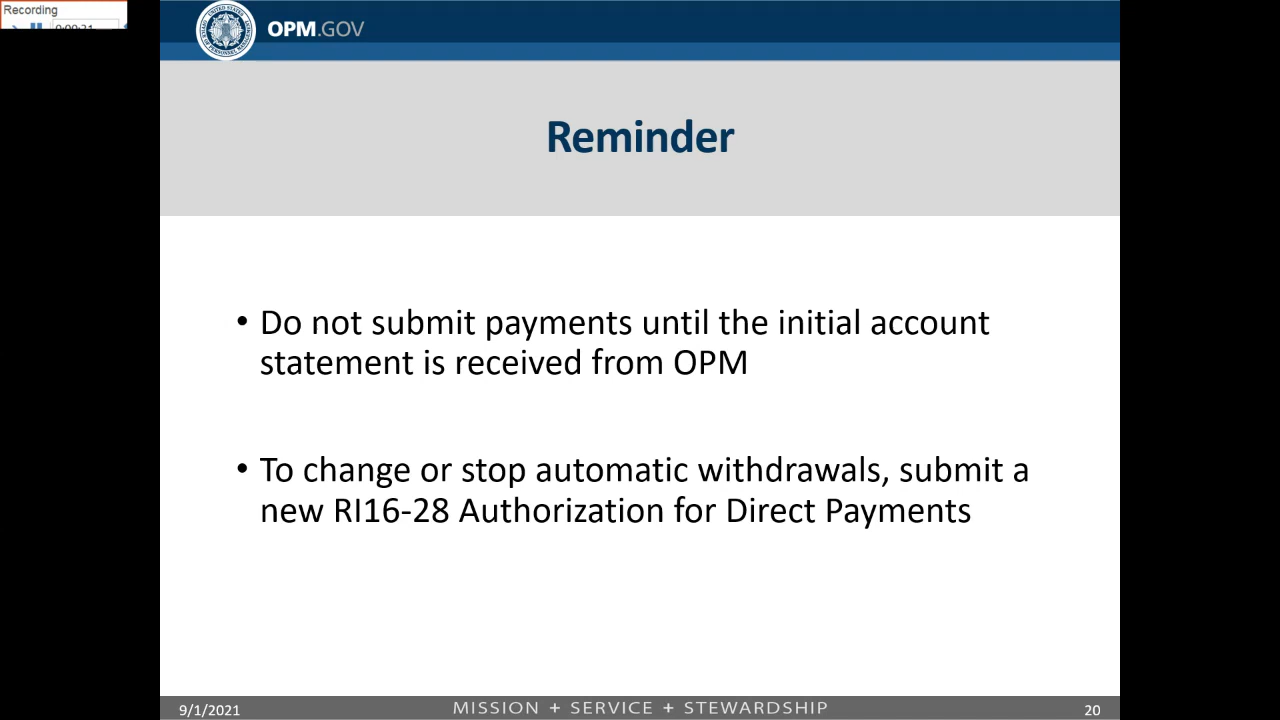 Recording
OPM.GOV
Reminder
• Do not submit payments until the initial account
statement is received from OPM
• To change or stop automatic withdrawals, submit a
new RI16-28 Authorization for Direct Payments
9/1/2021
MISSION + SERVICE + STEWARDSHIP
20